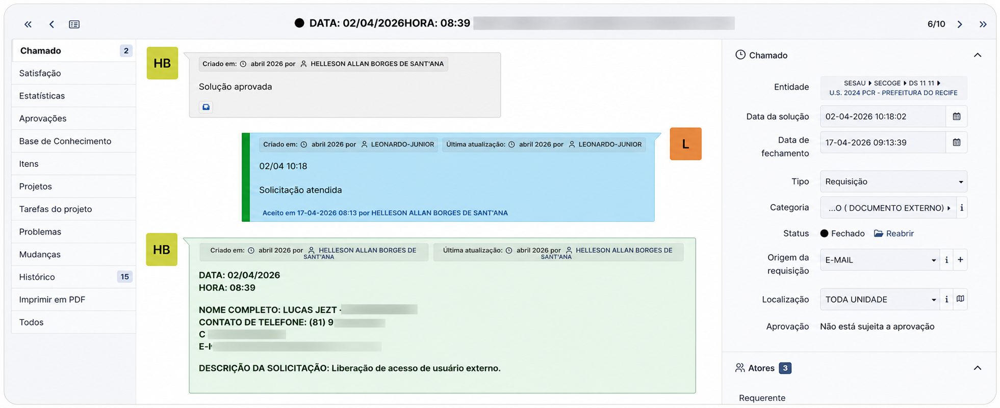 DATA: 02/04/2026HORA: 08:39
6/10
Chamado 2
Satisfação
Estatísticas
Aprovações
Base de Conhecimento
Itens
Projetos
Tarefas do projeto
Problemas
Mudanças
Histórico 15
Imprimir em PDF
Todos
HB
Criado em: abril 2026 por HELLESON ALLAN BORGES DE SANT'ANA
Solução aprovada
Criado em: abril 2026 por LEONARDO-JUNIOR Última atualização: abril 2026 por LEONARDO-JUNIOR
L
02/04 10:18
Solicitação atendida
Aceito em 17-04-2026 08:13 por HELLESON ALLAN BORGES DE SANT'ANA
HB
Criado em: abril 2026 por HELLESON ALLAN BORGES DE
SANT'ANA
Última atualização: abril 2026 por HELLESON ALLAN BORGES DE
SANT'ANA
DATA: 02/04/2026
HORA: 08:39
NOME COMPLETO: LUCAS JEZT -
CONTATO DE TELEFONE: (81) 9
C
E-
DESCRIÇÃO DA SOLICITAÇÃO: Liberação de acesso de usuário externo.
Chamado
Entidade
SESAU SECOGE DS 11 11
U.S. 2024 PCR - PREFEITURA DO RECIFE
Data da solução 02-04-2026 10:18:02
Data de
fechamento
17-04-2026 09:13:39
Tipo Requisição
Categoria ...O ( DOCUMENTO EXTERNO) i
Status Fechado Reabrir
Origem da
requisição
E-MAIL i +
Localização TODA UNIDADE i
Aprovação Não está sujeita a aprovação
Atores 3
Requerente